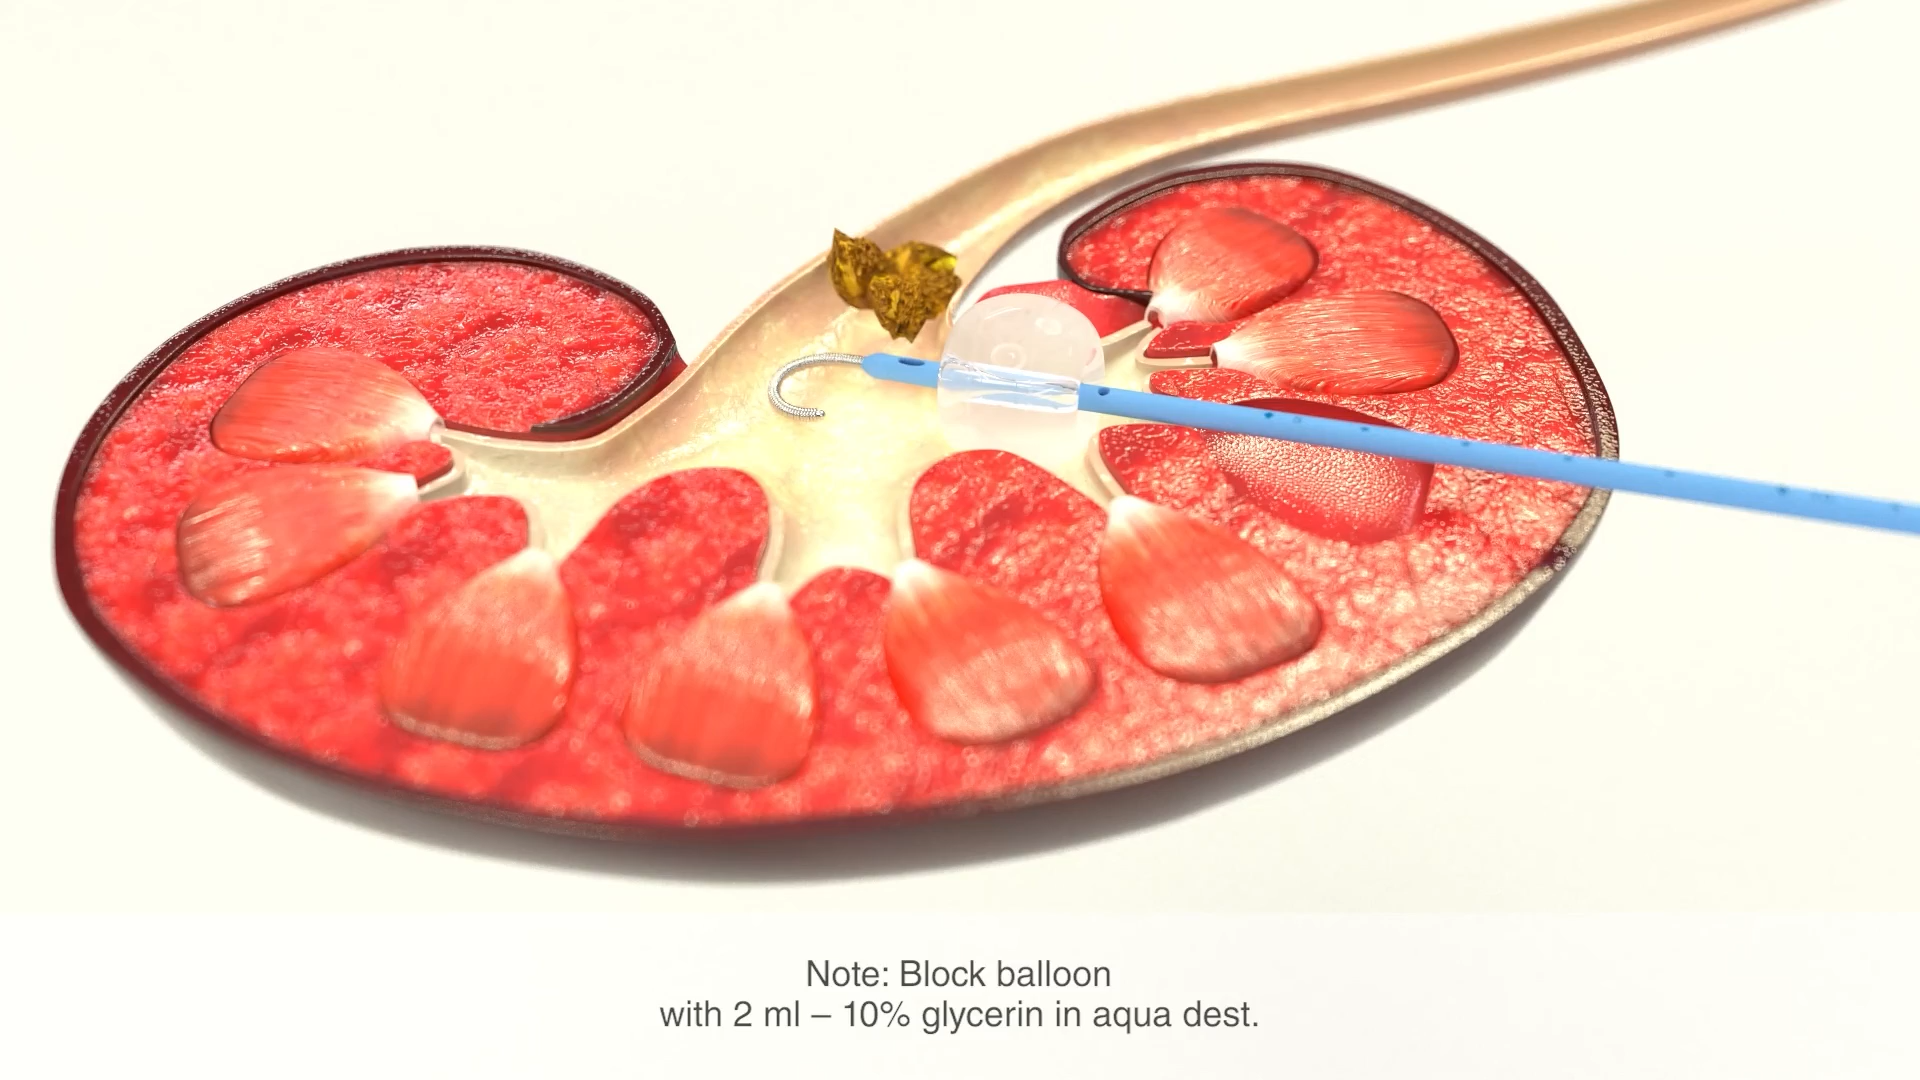 Note: Block balloon
with 2 ml – 10% glycerin in aqua dest.